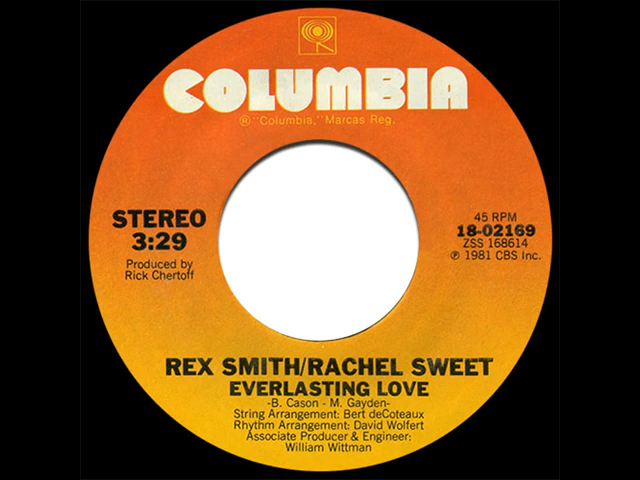 COLUMBIA
® "Columbia," Marcas Reg.
STEREO
3:29
Produced by
Rick Chertoff
45 RPM
18-02169
ZSS 168614
℗ 1981 CBS Inc.
REX SMITH/RACHEL SWEET
EVERLASTING LOVE
-B. Cason - M. Gayden-
String Arrangement: Bert deCoteaux
Rhythm Arrangement: David Wolfert
Associate Producer & Engineer:
William Wittman